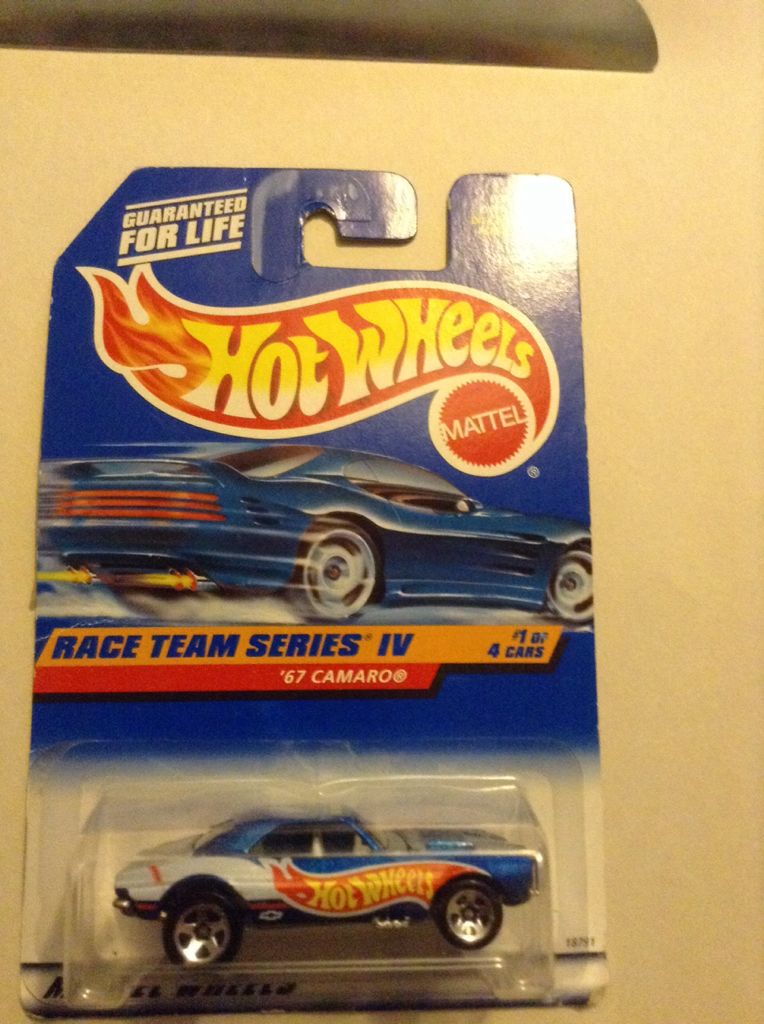 GUARANTEED
FOR LIFE
HOT WHEELS
MATTEL
®
RACE TEAM SERIES® IV
#1 OF
4 CARS
'67 CAMARO®
HOT WHEELS
18791
WHEELS